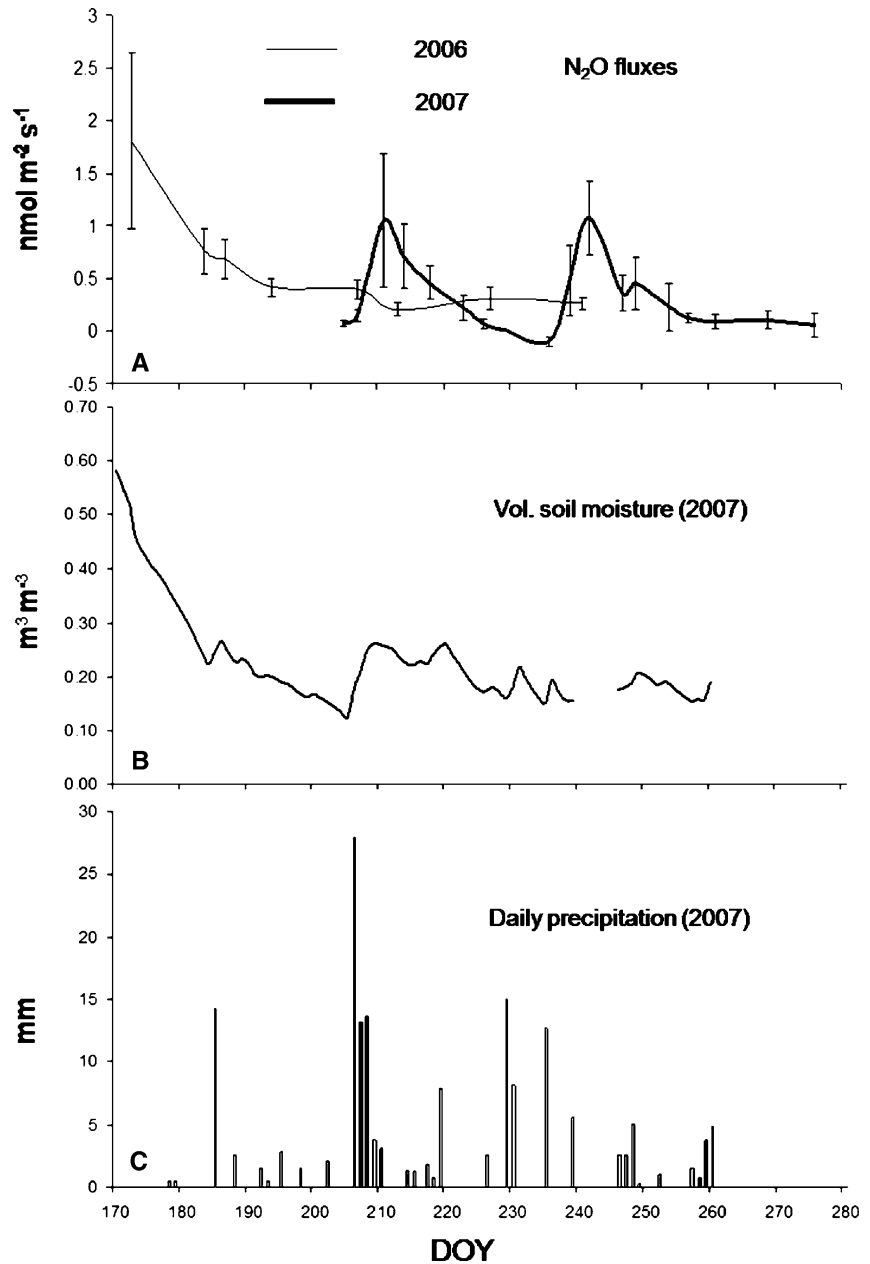 3
2.5
2
1.5
1
0.5
0
-0.5
nmol m⁻² s⁻¹
2006
2007
N₂O fluxes
A
0.70
0 60
0 50
0 40
0 30
0.20
0 10
0.00
m³ m⁻³
Vol. soil moisture (2007)
B
30
25
20
15
10
5
0
mm
Daily precipitation (2007)
C
170 180 190 200 210 220 230 240 250 260 270 280
DOY